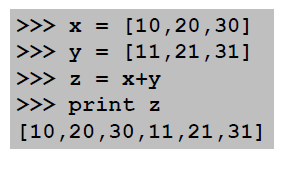 >>> x = [10,20,30]
>>> y = [11,21,31]
>>> z = x+y
>>> print z
[10,20,30,11,21,31]